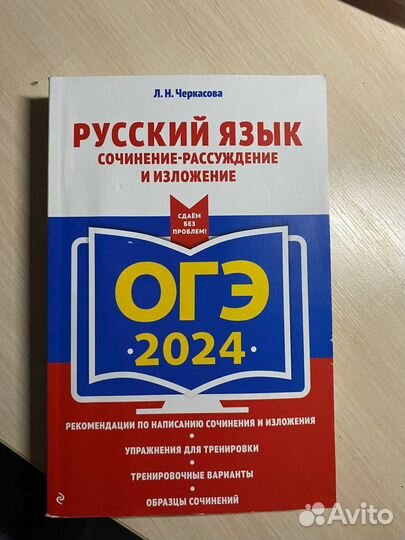 Л. Н. Черкасова
РУССКИЙ ЯЗЫК
СОЧИНЕНИЕ-РАССУЖДЕНИЕ
И ИЗЛОЖЕНИЕ
СДАЁМ
БЕЗ
ПРОБЛЕМ!
ОГЭ
·2024·
РЕКОМЕНДАЦИИ ПО НАПИСАНИЮ СОЧИНЕНИЯ И ИЗЛОЖЕНИЯ
•
УПРАЖНЕНИЯ ДЛЯ ТРЕНИРОВКИ
•
ТРЕНИРОВОЧНЫЕ ВАРИАНТЫ
•
ОБРАЗЦЫ СОЧИНЕНИЙ
Avito